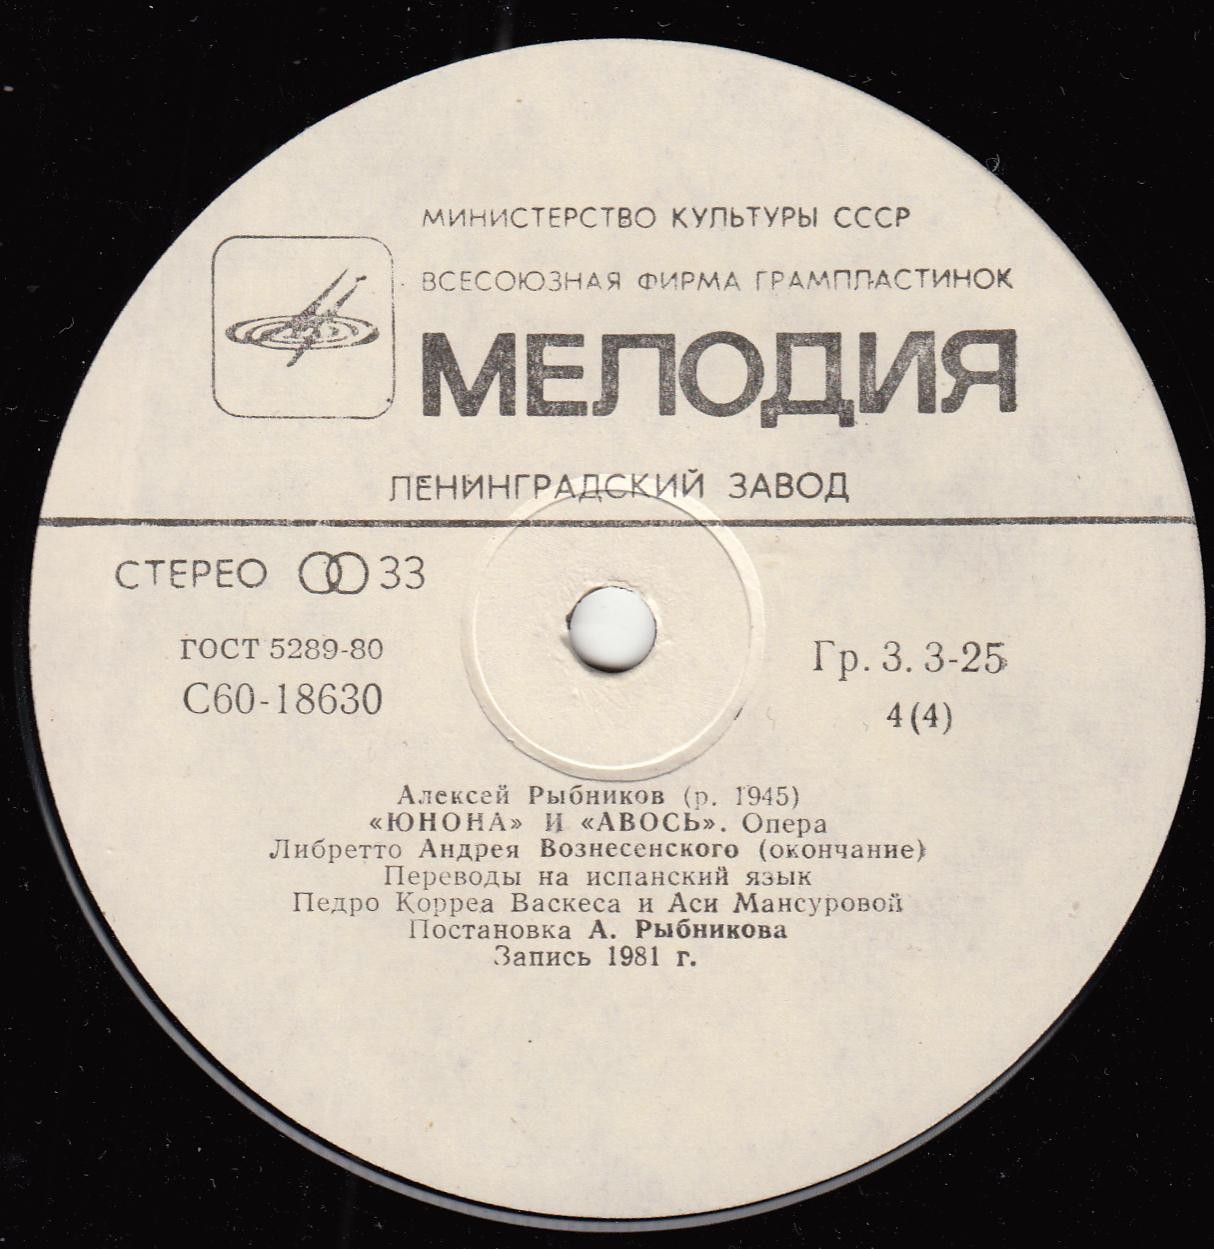 МИНИСТЕРСТВО КУЛЬТУРЫ СССР
ВСЕСОЮЗНАЯ ФИРМА ГРАМПЛАСТИНОК
МЕЛОДИЯ
ЛЕНИНГРАДСКИЙ ЗАВОД
СТЕРЕО 33
ГОСТ 5289-80
С60-18630
Гр. 3. 3-25
4(4)
Алексей Рыбников (р. 1945)
«ЮНОНА» И «АВОСЬ». Опера
Либретто Андрея Вознесенского (окончание)
Переводы на испанский язык
Педро Корреа Васкеса и Аси Мансуровой
Постановка А. Рыбникова
Запись 1981 г.